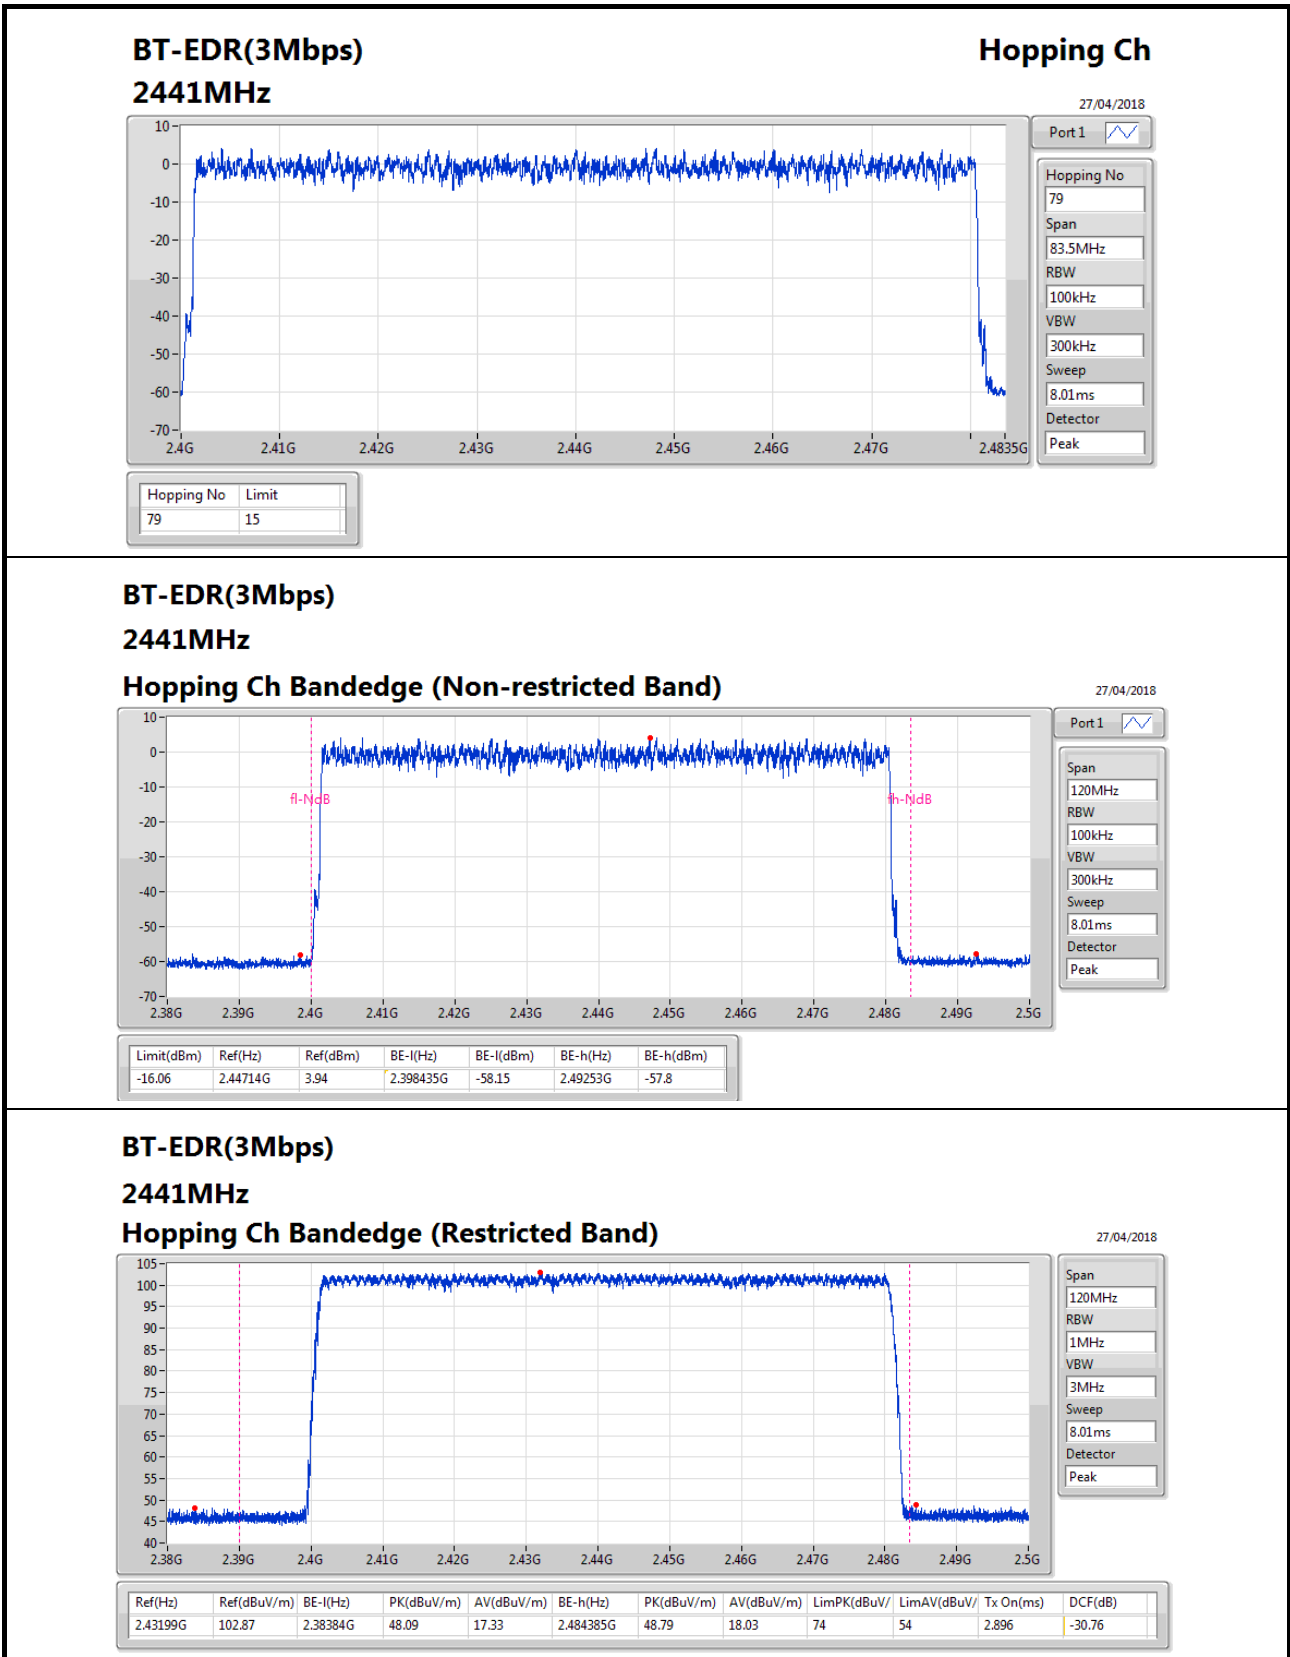 BT-EDR(3Mbps) Hopping Ch
2441MHz
27/04/2018
10
0
-10
-20
-30
-40
-50
-60
-70
2.4G 2.41G 2.42G 2.43G 2.44G 2.45G 2.46G 2.47G 2.4835G
Port 1
Hopping No
79
Span
83.5MHz
RBW
100kHz
VBW
300kHz
Sweep
8.01ms
Detector
Peak
Hopping No Limit
79 15
BT-EDR(3Mbps)
2441MHz
Hopping Ch Bandedge (Non-restricted Band)
27/04/2018
10
0
-10
-20
-30
-40
-50
-60
-70
fl-NdB fh-NdB
2.38G 2.39G 2.4G 2.41G 2.42G 2.43G 2.44G 2.45G 2.46G 2.47G 2.48G 2.49G 2.5G
Port 1
Span
120MHz
RBW
100kHz
VBW
300kHz
Sweep
8.01ms
Detector
Peak
Limit(dBm) Ref(Hz) Ref(dBm) BE-l(Hz) BE-l(dBm) BE-h(Hz) BE-h(dBm)
-16.06 2.44714G 3.94 2.398435G -58.15 2.49253G -57.8
BT-EDR(3Mbps)
2441MHz
Hopping Ch Bandedge (Restricted Band)
27/04/2018
105
100
95
90
85
80
75
70
65
60
55
50
45
40
2.38G 2.39G 2.4G 2.41G 2.42G 2.43G 2.44G 2.45G 2.46G 2.47G 2.48G 2.49G 2.5G
Span
120MHz
RBW
1MHz
VBW
3MHz
Sweep
8.01ms
Detector
Peak
Ref(Hz) Ref(dBuV/m) BE-l(Hz) PK(dBuV/m) AV(dBuV/m) BE-h(Hz) PK(dBuV/m) AV(dBuV/m) LimPK(dBuV/ LimAV(dBuV/ Tx On(ms) DCF(dB)
2.43199G 102.87 2.38384G 48.09 17.33 2.484385G 48.79 18.03 74 54 2.896 -30.76